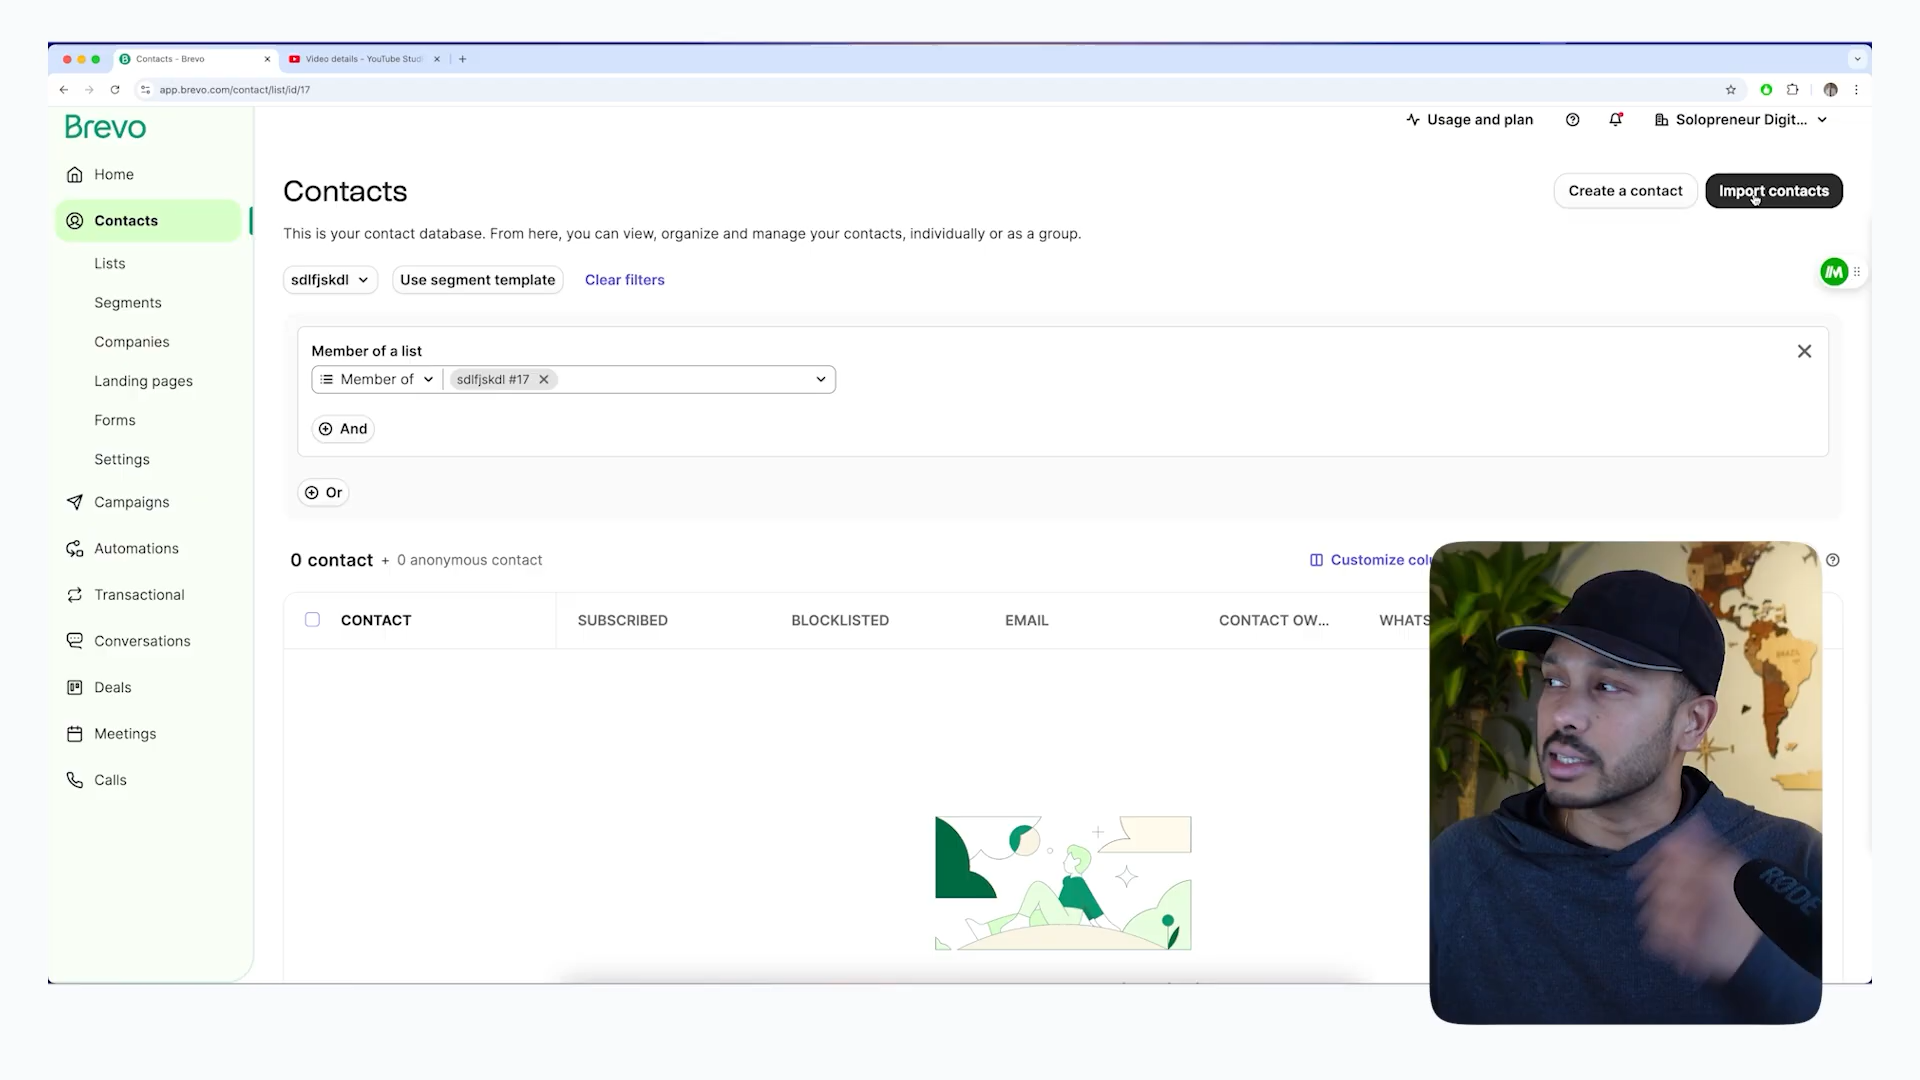 Contacts - Brevo
Video details - YouTube Studi
app.brevo.com/contact/list/id/17
Brevo
Usage and plan
Solopreneur Digit...
Home
Contacts
Lists
Segments
Companies
Landing pages
Forms
Settings
Campaigns
Automations
Transactional
Conversations
Deals
Meetings
Calls
Contacts
Create a contact
Import contacts
This is your contact database. From here, you can view, organize and manage your contacts, individually or as a group.
sdlfjskdl
Use segment template
Clear filters
Member of a list
Member of
sdlfjskdl #17
And
Or
0 contact + 0 anonymous contact
Customize colu
CONTACT
SUBSCRIBED
BLOCKLISTED
EMAIL
CONTACT OW...
WHATS
BRAZIL
RØDE